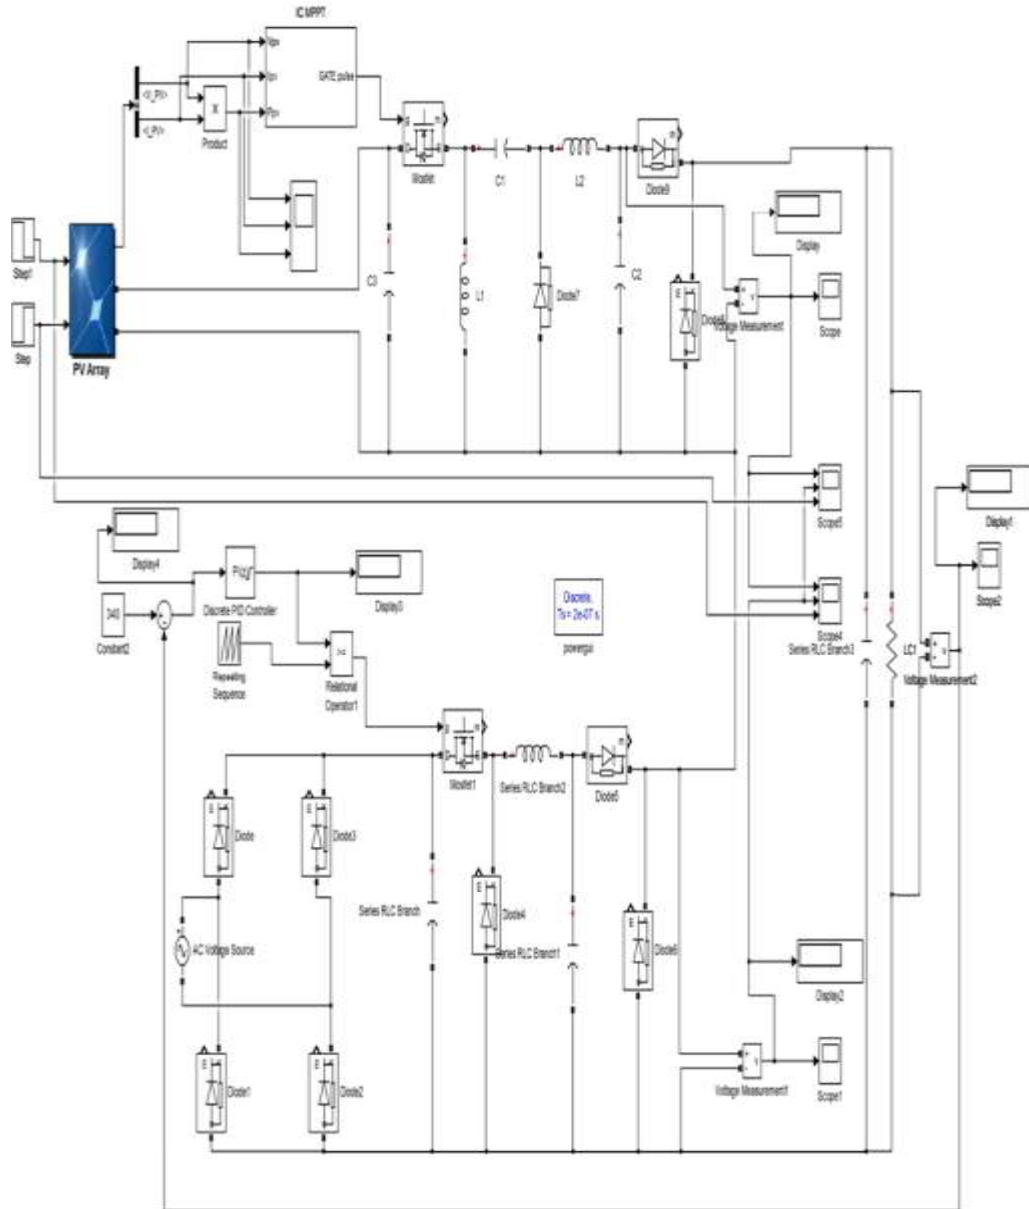 IC MPPT
Vpv
Ipv
Ppv
GATE pulse
<V_PV>
<I_PV>
Product
Step1
Step
PV Array
Mosfet
C1
L2
Diode9
C3
L1
Diode7
C2
Display
Voltage Measurement
Scope
Scope5
Display1
Scope2
Display4
340
Constant2
PI(z)
Discrete PID Controller
Display3
Repeating
Sequence
>=
Relational
Operator1
Discrete,
Ts = 2e-07 s.
powergui
Scope4
Series RLC Branch3
LC1
Voltage Measurement2
Mosfet1
Series RLC Branch2
Diode5
Diode
Diode3
Series RLC Branch
Diode4
Series RLC Branch1
Diode6
AC Voltage Source
Display2
Diode1
Diode2
Voltage Measurement1
Scope1